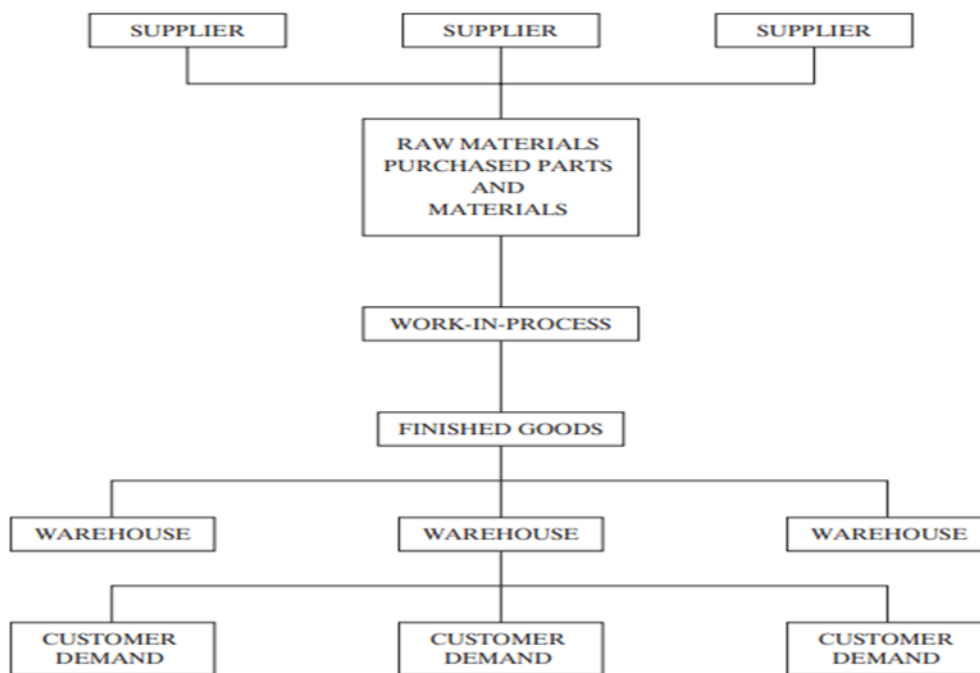 SUPPLIER
SUPPLIER
SUPPLIER
RAW MATERIALS
PURCHASED PARTS
AND
MATERIALS
WORK-IN-PROCESS
FINISHED GOODS
WAREHOUSE
WAREHOUSE
WAREHOUSE
CUSTOMER
DEMAND
CUSTOMER
DEMAND
CUSTOMER
DEMAND